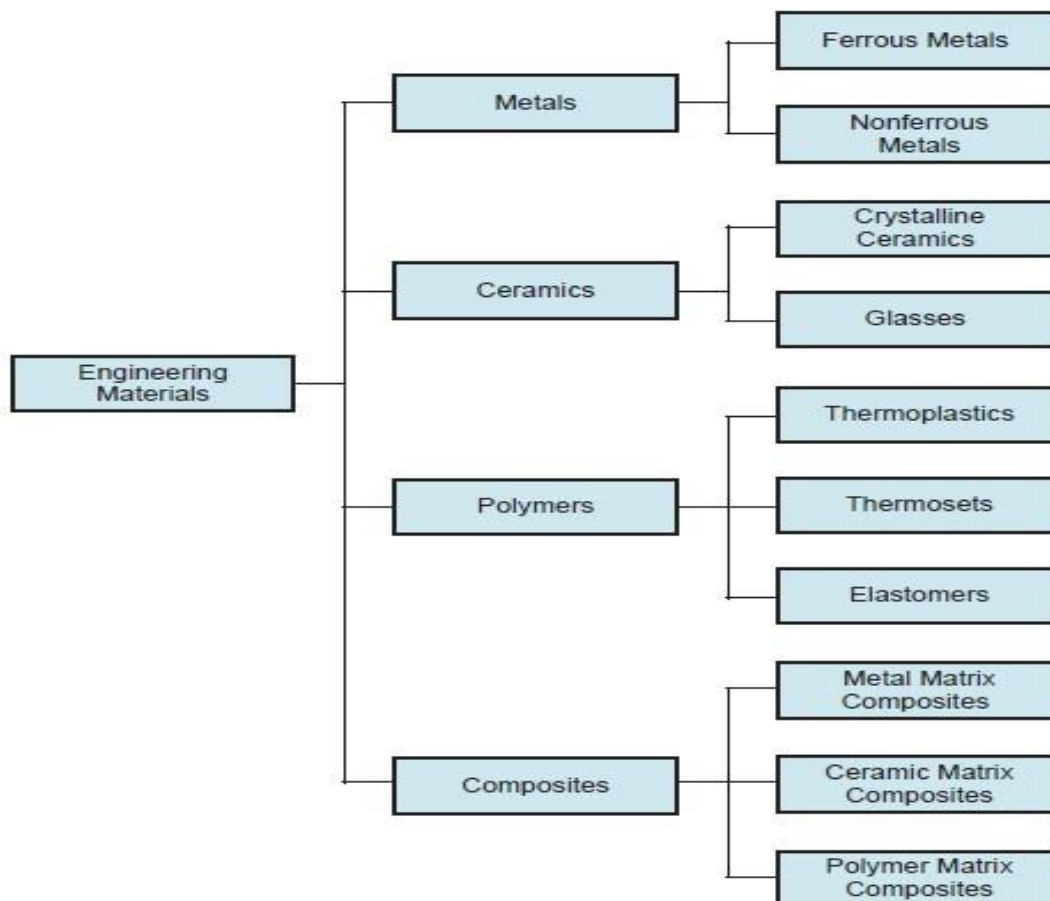 Engineering
Materials
Metals
Ferrous Metals
Nonferrous
Metals
Ceramics
Crystalline
Ceramics
Glasses
Polymers
Thermoplastics
Thermosets
Elastomers
Composites
Metal Matrix
Composites
Ceramic Matrix
Composites
Polymer Matrix
Composites